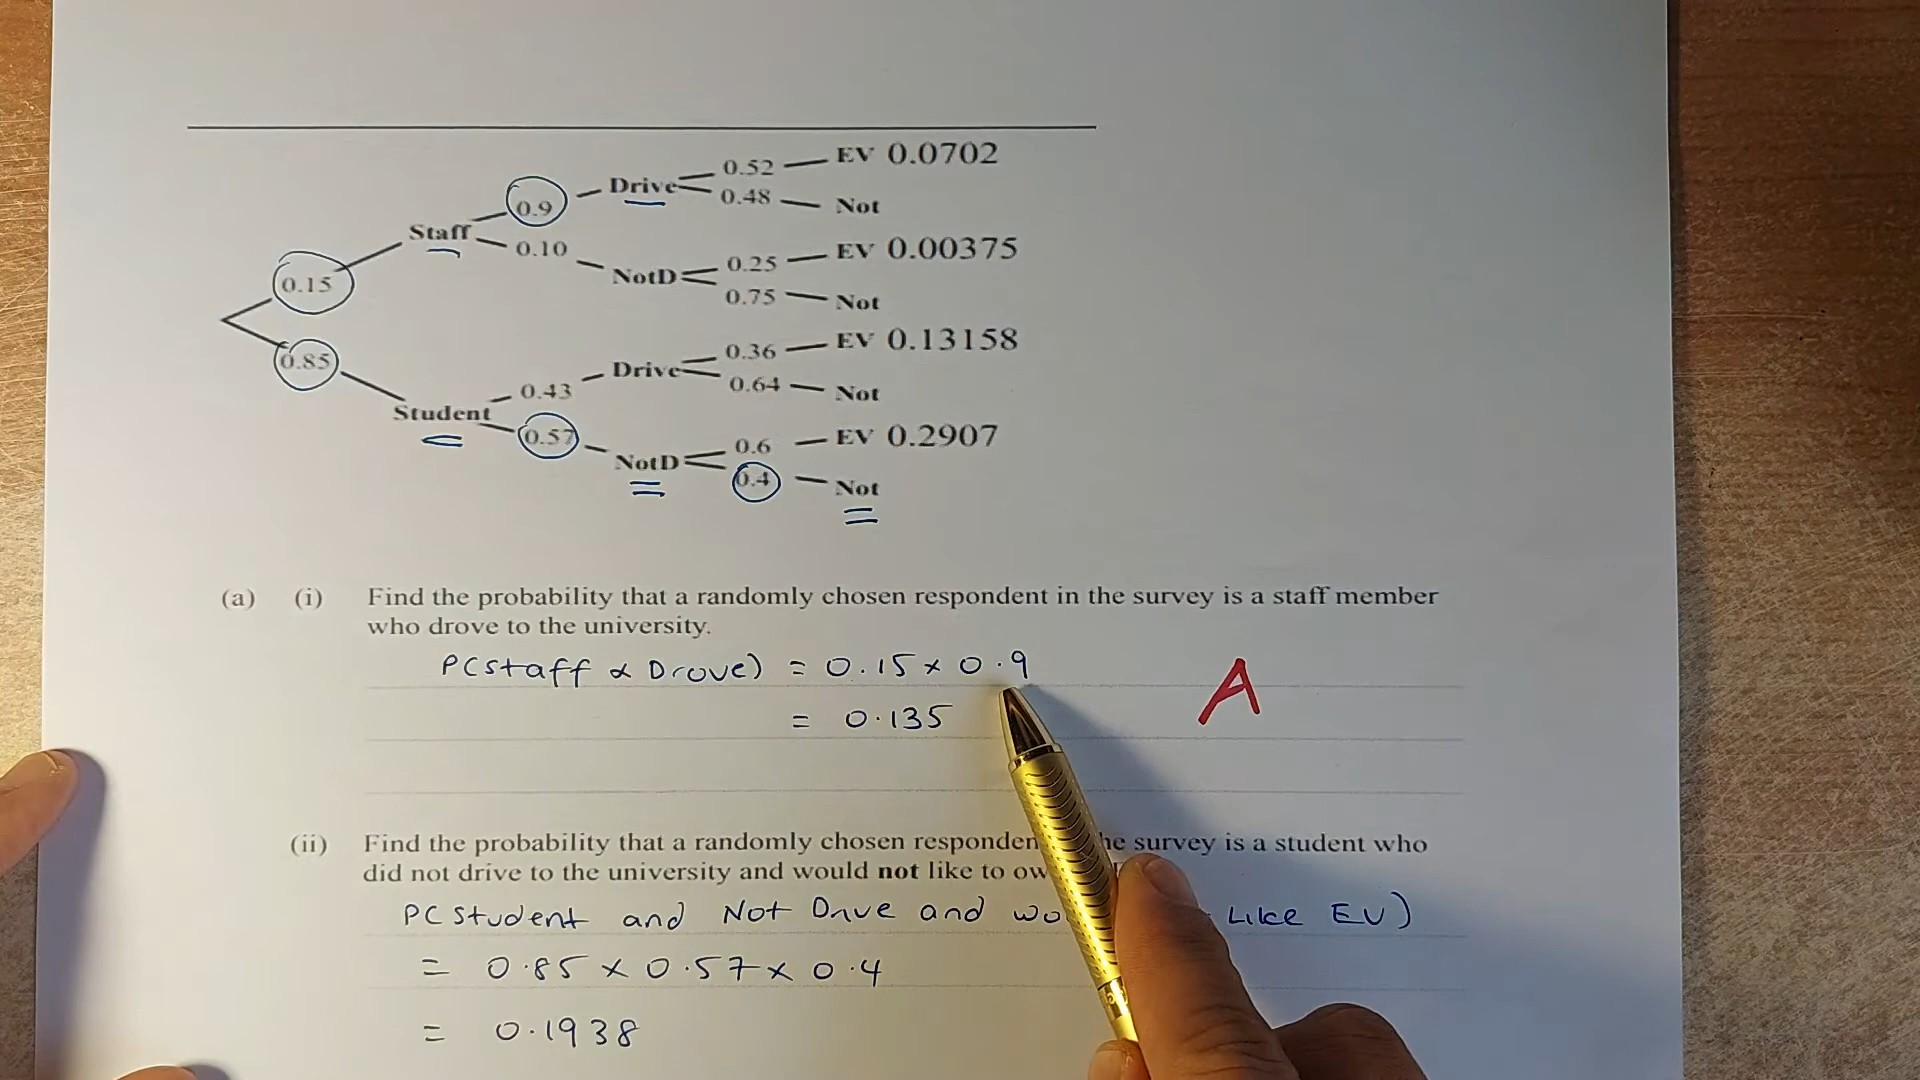 0.52 EV 0.0702
Drive
0.9 0.48 Not
Staff
0.10 0.25 EV 0.00375
NotD
0.15 0.75 Not
0.36 EV 0.13158
0.85 Drive
0.43 0.64 Not
Student
0.57 0.6 EV 0.2907
NotD
0.4 Not
(a) (i) Find the probability that a randomly chosen respondent in the survey is a staff member
who drove to the university.
P(Staff & Drove) = 0.15 × 0.9
= 0.135
A
(ii) Find the probability that a randomly chosen responden he survey is a student who
did not drive to the university and would not like to ow
P(Student and Not Drive and wo Like EV)
= 0.85 × 0.57 × 0.4
= 0.1938